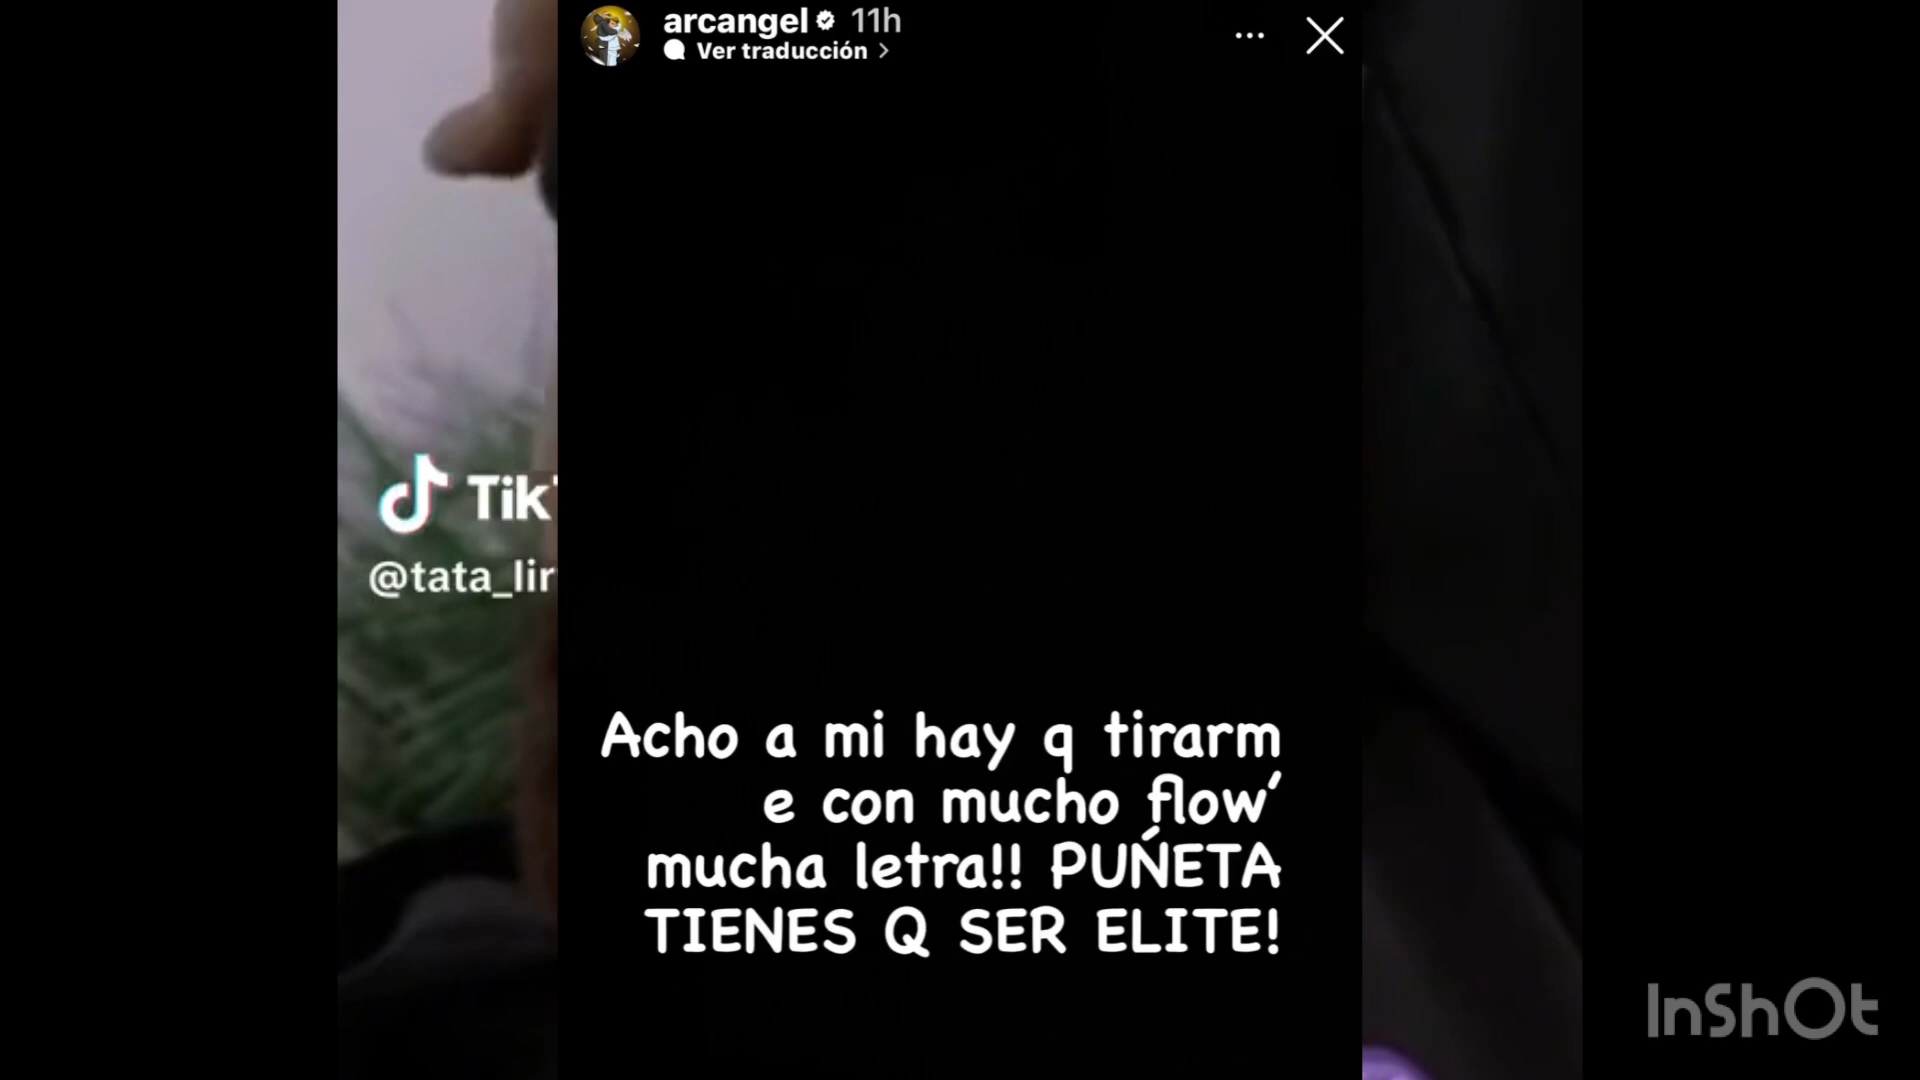 arcangel 11h
Ver traducción
TikT
@tata_lir
Acho a mi hay q tirarm
e con mucho flow'
mucha letra!! PUŃETA
TIENES Q SER ELITE!
InShOt